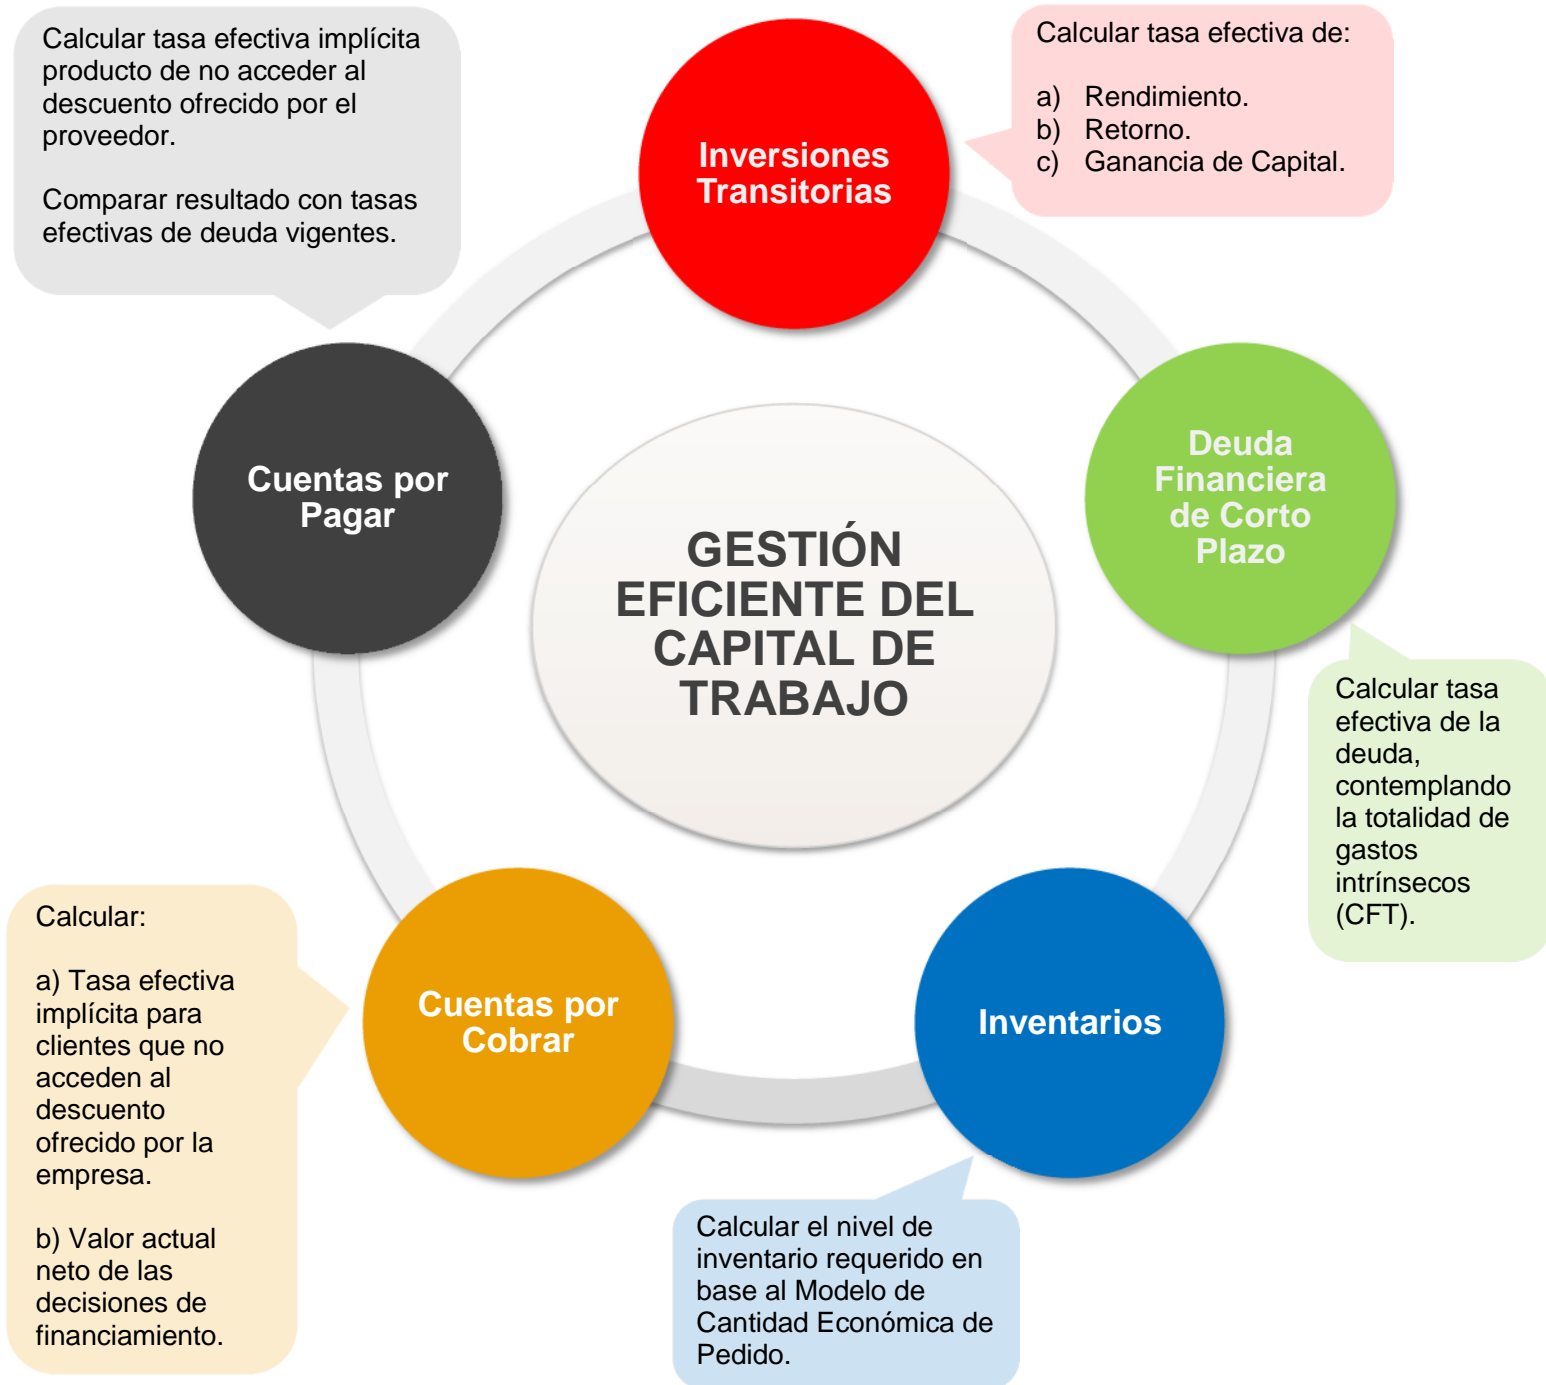 Calcular tasa efectiva implícita
producto de no acceder al
descuento ofrecido por el
proveedor.
Comparar resultado con tasas
efectivas de deuda vigentes.
Inversiones
Transitorias
Calcular tasa efectiva de:
a) Rendimiento.
b) Retorno.
c) Ganancia de Capital.
Cuentas por
Pagar
Deuda
Financiera
de Corto
Plazo
GESTIÓN
EFICIENTE DEL
CAPITAL DE
TRABAJO
Calcular tasa
efectiva de la
deuda,
contemplando
la totalidad de
gastos
intrínsecos
(CFT).
Calcular:
a) Tasa efectiva
implícita para
clientes que no
acceden al
descuento
ofrecido por la
empresa.
b) Valor actual
neto de las
decisiones de
financiamiento.
Cuentas por
Cobrar
Inventarios
Calcular el nivel de
inventario requerido en
base al Modelo de
Cantidad Económica de
Pedido.